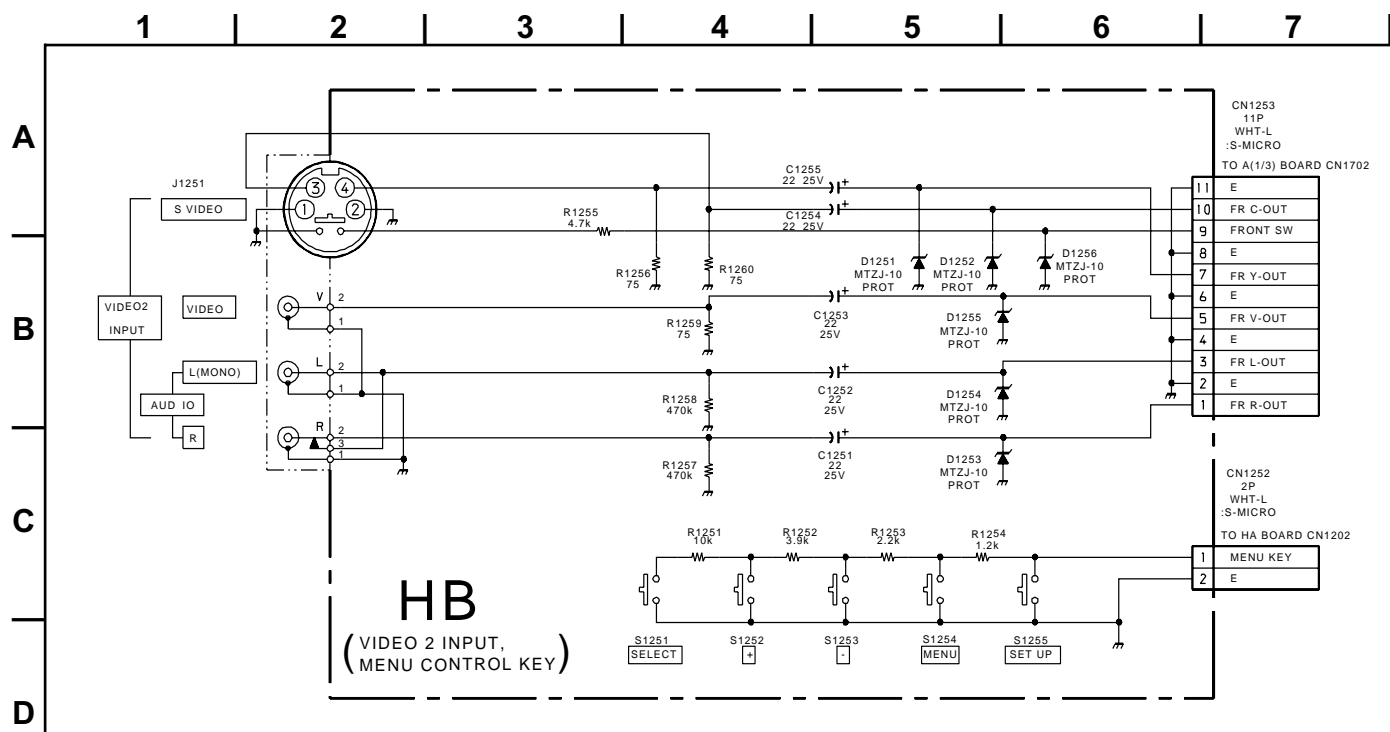 1 2 3 4 5 6 7
A
B
C
D
CN1253
11P
WHT-L
:S-MICRO
TO A(1/3) BOARD CN1702
11 E
10 FR C-OUT
9 FRONT SW
8 E
7 FR Y-OUT
6 E
5 FR V-OUT
4 E
3 FR L-OUT
2 E
1 FR R-OUT
J1251
S VIDEO
3 4
1 2
VIDEO2
INPUT
VIDEO
L(MONO)
AUD IO
R
V 2
1
L 2
1
R 2
3
1
C1255
22 25V
C1254
22 25V
R1255
4.7k
R1256
75
R1260
75
D1251
MTZJ-10
PROT
D1252
MTZJ-10
PROT
D1256
MTZJ-10
PROT
R1259
75
C1253
22
25V
D1255
MTZJ-10
PROT
R1258
470k
C1252
22
25V
D1254
MTZJ-10
PROT
R1257
470k
C1251
22
25V
D1253
MTZJ-10
PROT
CN1252
2P
WHT-L
:S-MICRO
TO HA BOARD CN1202
1 MENU KEY
2 E
R1251
10k
R1252
3.9k
R1253
2.2k
R1254
1.2k
S1251
SELECT
S1252
+
S1253
-
S1254
MENU
S1255
SET UP
HB
(VIDEO 2 INPUT,
MENU CONTROL KEY)